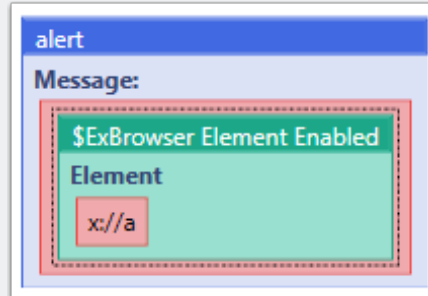 alert
Message:
$ExBrowser Element Enabled
Element
x://a